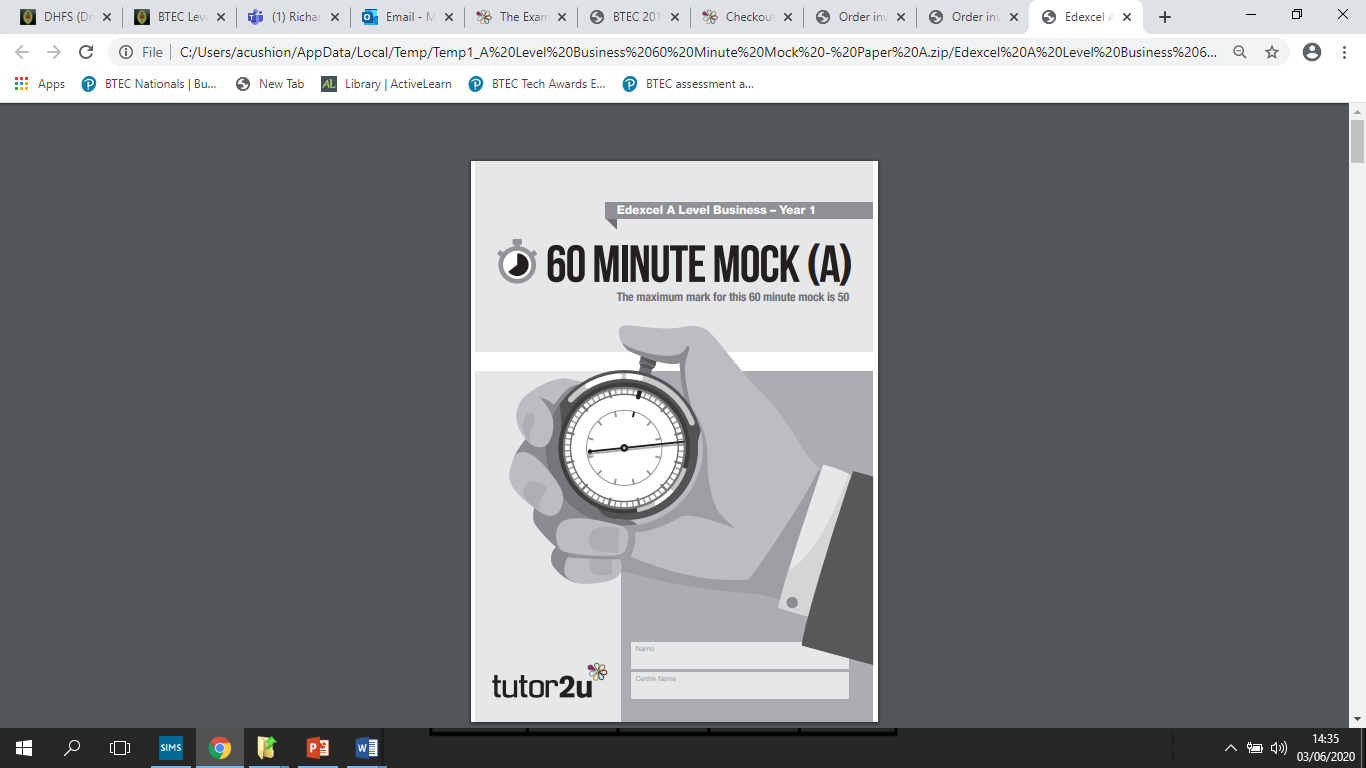 DHFS (Dr
BTEC Leve
(1) Richar
Email - M
The Exam
BTEC 201
Checkout
Order inv
Order inv
Edexcel A
File | C:/Users/acushion/AppData/Local/Temp/Temp1_A%20Level%20Business%2060%20Minute%20Mock%20-%20Paper%20A.zip/Edexcel%20A%20Level%20Business%206...
Apps
BTEC Nationals | Bu...
New Tab
AL Library | ActiveLearn
BTEC Tech Awards E...
BTEC assessment a...
Edexcel A Level Business – Year 1
60 MINUTE MOCK (A)
The maximum mark for this 60 minute mock is 50
Name
Centre Name
tutor2u
SIMS
14:35
03/06/2020